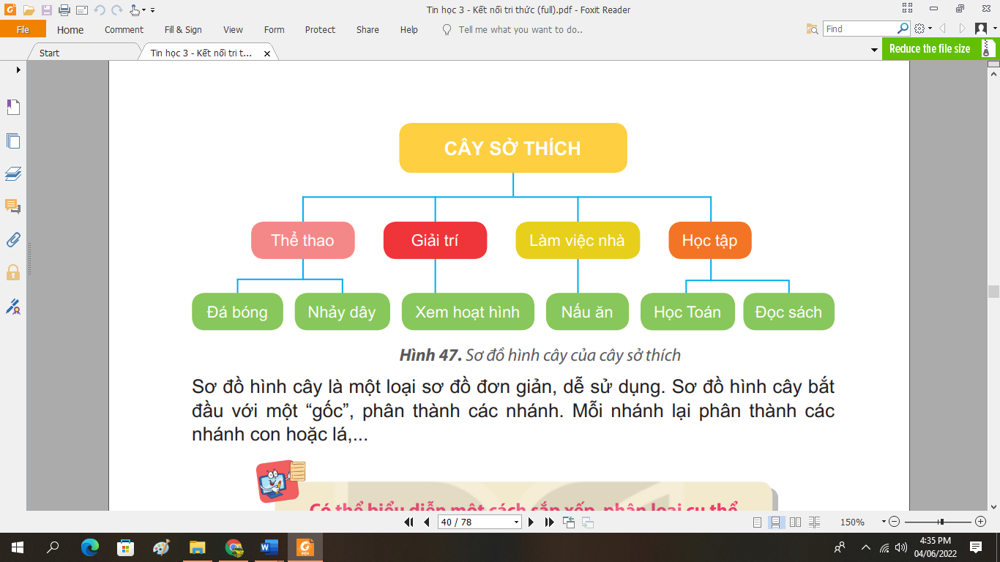 Tin học 3 - Kết nối tri thức (full).pdf - Foxit Reader
File Home Comment Fill & Sign View Form Protect Share Help Tell me what you want to do.. Find
Start Tin học 3 - Kết nối tri t... Reduce the file size
CÂY SỞ THÍCH
Thể thao Giải trí Làm việc nhà Học tập
Đá bóng Nhảy dây Xem hoạt hình Nấu ăn Học Toán Đọc sách
Hình 47. Sơ đồ hình cây của cây sở thích
Sơ đồ hình cây là một loại sơ đồ đơn giản, dễ sử dụng. Sơ đồ hình cây bắt
đầu với một “gốc”, phân thành các nhánh. Mỗi nhánh lại phân thành các
nhánh con hoặc lá,...
Có thể biểu diễn một cách sắp xếp, phân loại cụ thể
40 / 78 150%
4:35 PM
04/06/2022